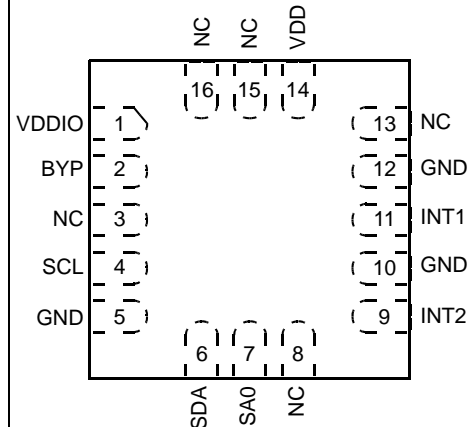 NC NC VDD
16 15 14
VDDIO 1 13 NC
BYP 2 12 GND
NC 3 11 INT1
SCL 4 10 GND
GND 5 9 INT2
6 7 8
SDA SA0 NC